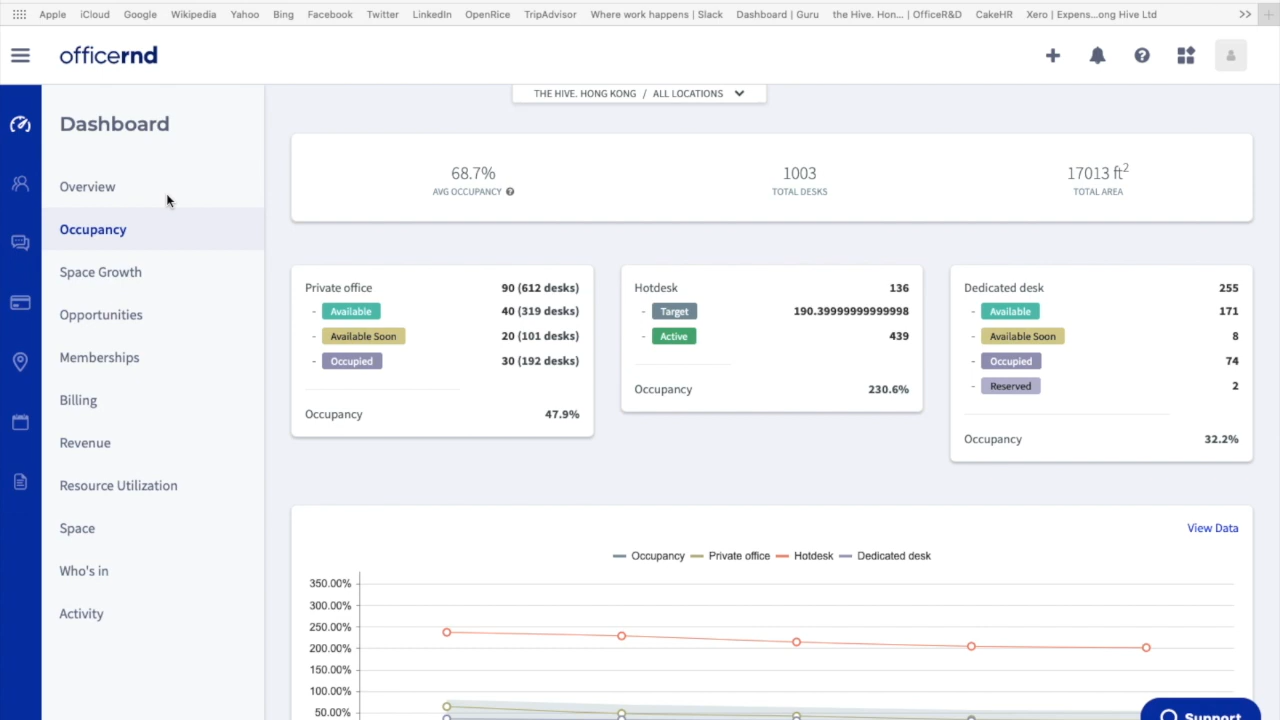 Apple iCloud Google Wikipedia Yahoo Bing Facebook Twitter LinkedIn OpenRice TripAdvisor Where work happens | Slack Dashboard | Guru the Hive. Hon... | OfficeR&D CakeHR Xero | Expens...ong Hive Ltd >>
officernd
THE HIVE. HONG KONG / ALL LOCATIONS
Dashboard
Overview
Occupancy
Space Growth
Opportunities
Memberships
Billing
Revenue
Resource Utilization
Space
Who's in
Activity
68.7%
AVG OCCUPANCY ?
1003
TOTAL DESKS
17013 ft²
TOTAL AREA
Private office 90 (612 desks)
- Available 40 (319 desks)
- Available Soon 20 (101 desks)
- Occupied 30 (192 desks)
Occupancy 47.9%
Hotdesk 136
- Target 190.39999999999998
- Active 439
Occupancy 230.6%
Dedicated desk 255
- Available 171
- Available Soon 8
- Occupied 74
- Reserved 2
Occupancy 32.2%
View Data
Occupancy Private office Hotdesk Dedicated desk
350.00%
300.00%
250.00%
200.00%
150.00%
100.00%
50.00%
Support